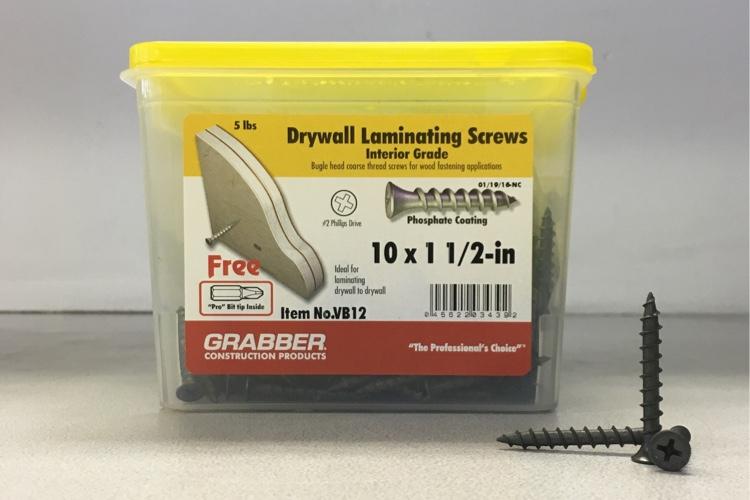 5 lbs
Drywall Laminating Screws
Interior Grade
Bugle head coarse thread screws for wood fastening applications
01/19/16-NC
#2 Phillips Drive
Phosphate Coating
10 x 1 1/2-in
Free
"Pro" Bit tip Inside
Ideal for
laminating
drywall to drywall
Item No.VB12
GRABBER®
CONSTRUCTION PRODUCTS
"The Professional's Choice"™